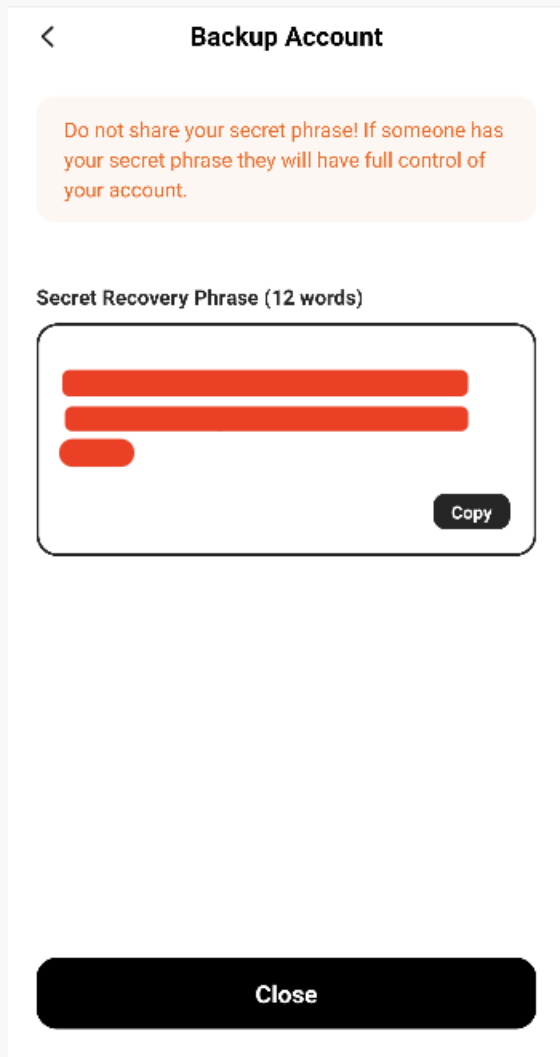 Backup Account
Do not share your secret phrase! If someone has
your secret phrase they will have full control of
your account.
Secret Recovery Phrase (12 words)
Copy
Close